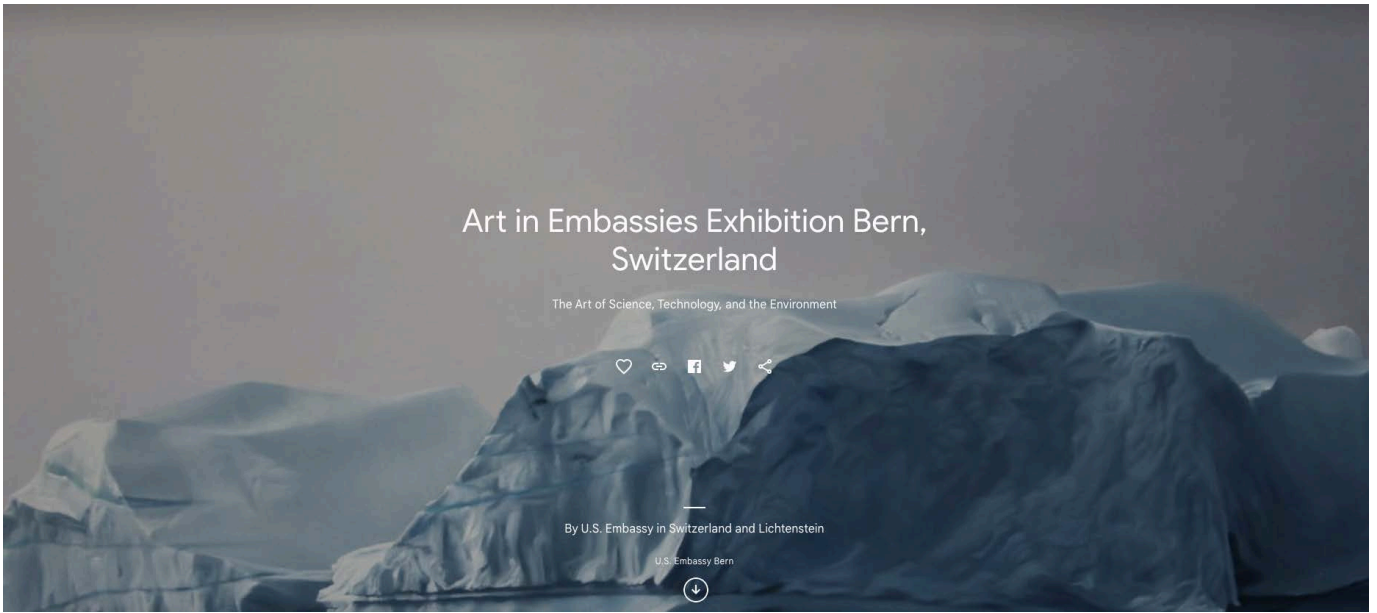 Art in Embassies Exhibition Bern,
Switzerland
The Art of Science, Technology, and the Environment
By U.S. Embassy in Switzerland and Lichtenstein
U.S. Embassy Bern